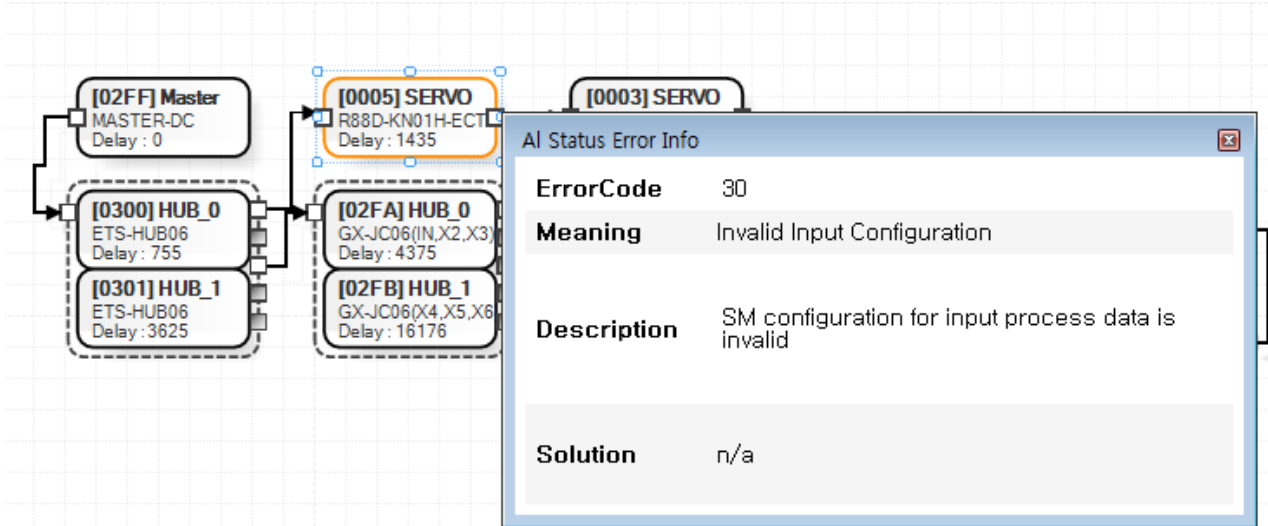 [02FF] Master
MASTER-DC
Delay : 0
[0005] SERVO
R88D-KN01H-ECT
Delay : 1435
[0003] SERVO
[0300] HUB_0
ETS-HUB06
Delay : 755
[0301] HUB_1
ETS-HUB06
Delay : 3625
[02FA] HUB_0
GX-JC06(IN,X2,X3)
Delay : 4375
[02FB] HUB_1
GX-JC06(X4,X5,X6
Delay : 16176
Al Status Error Info
ErrorCode 30
Meaning Invalid Input Configuration
Description SM configuration for input process data is
invalid
Solution n/a